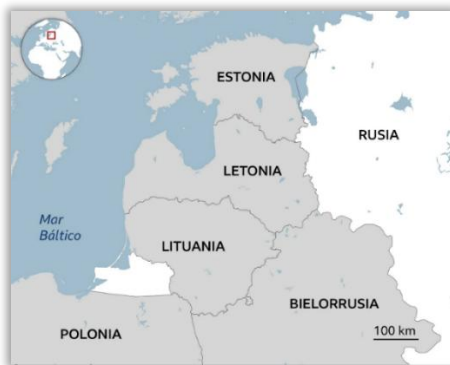 ESTONIA
RUSIA
LETONIA
Mar
Báltico
LITUANIA
BIELORRUSIA
POLONIA
100 km